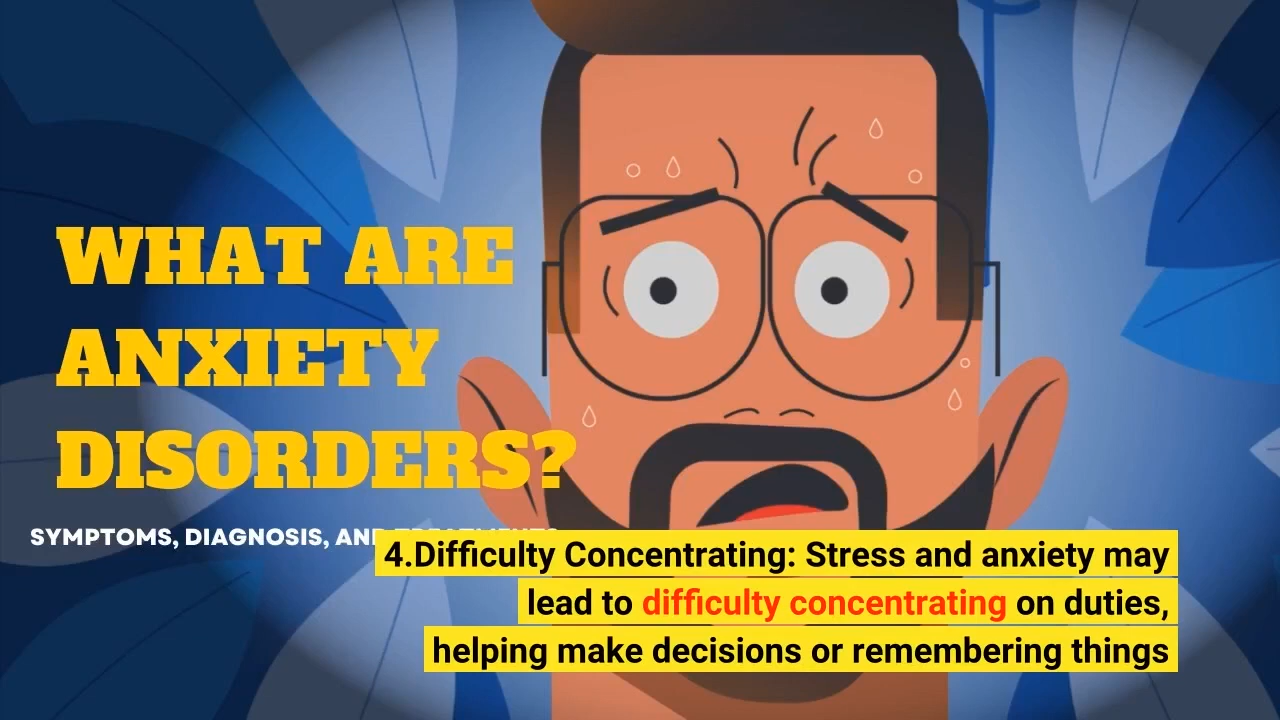 WHAT ARE
ANXIETY
DISORDERS?
SYMPTOMS, DIAGNOSIS, AND
4.Difficulty Concentrating: Stress and anxiety may
lead to difficulty concentrating on duties,
helping make decisions or remembering things